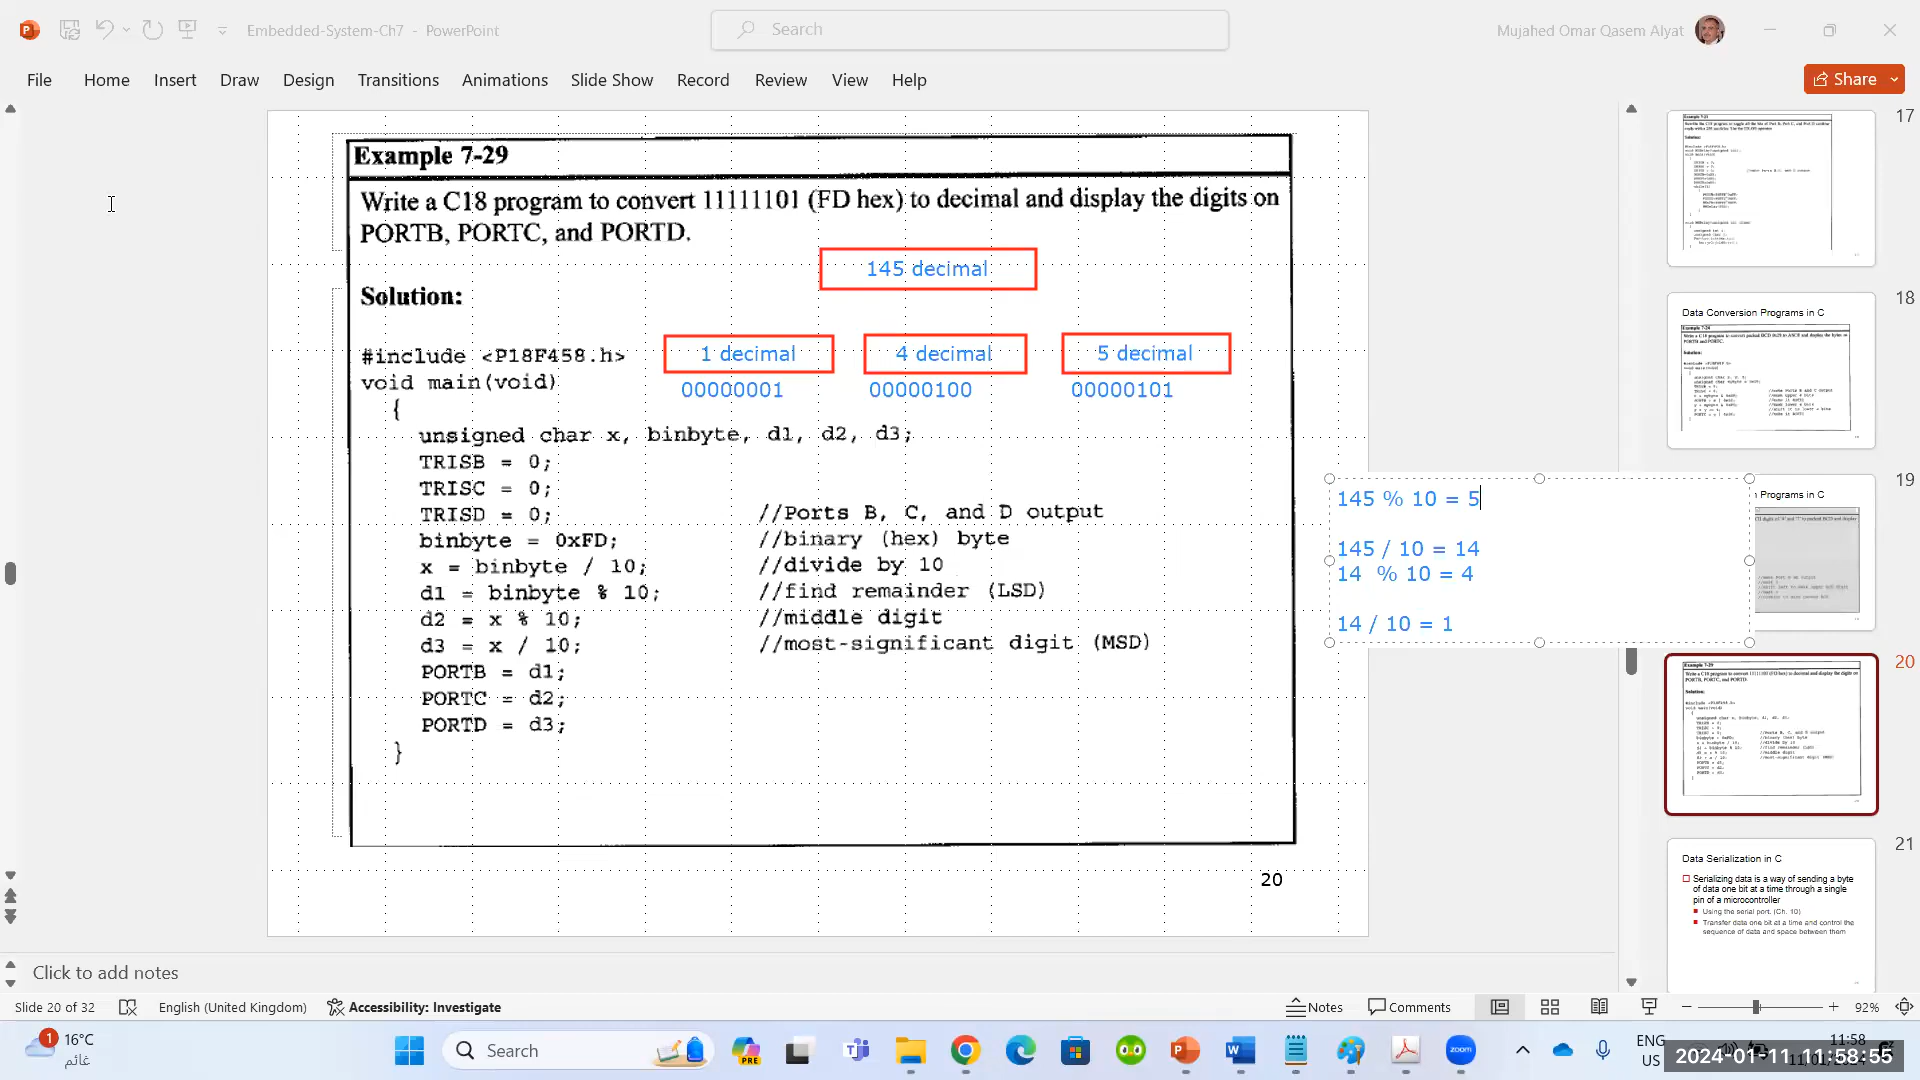 Embedded-System-Ch7 - PowerPoint
Search
Mujahed Omar Qasem Alyat
File Home Insert Draw Design Transitions Animations Slide Show Record Review View Help
Share
Example 7-29
Write a C18 program to convert 11111101 (FD hex) to decimal and display the digits on
PORTB, PORTC, and PORTD.
145 decimal
Solution:
1 decimal 4 decimal 5 decimal
00000001 00000100 00000101
#include <P18F458.h>
void main(void)
{
unsigned char x, binbyte, d1, d2, d3;
TRISB = 0;
TRISC = 0;
TRISD = 0; //Ports B, C, and D output
binbyte = 0xFD; //binary (hex) byte
x = binbyte / 10; //divide by 10
d1 = binbyte % 10; //find remainder (LSD)
d2 = x % 10; //middle digit
d3 = x / 10; //most-significant digit (MSD)
PORTB = d1;
PORTC = d2;
PORTD = d3;
}
20
145 % 10 = 5
145 / 10 = 14
14 % 10 = 4
14 / 10 = 1
17
18
Data Conversion Programs in C
19
Programs in C
20
21
Data Serialization in C
Serializing data is a way of sending a byte
of data one bit at a time through a single
pin of a microcontroller
Using the serial port. (Ch. 10)
Transfer data one bit at a time and control the
sequence of data and space between them
Click to add notes
Slide 20 of 32 English (United Kingdom) Accessibility: Investigate Notes Comments 92%
1 16°C
غائم
Search
PRE
zoom
ENG
US
11:58
2024-01-11 11:58:55